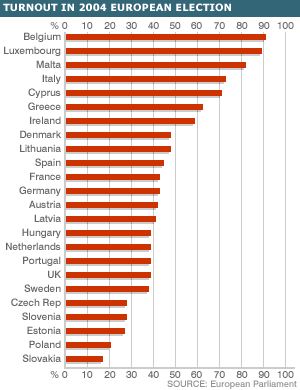 TURNOUT IN 2004 EUROPEAN ELECTION
% 0 10 20 30 40 50 60 70 80 90 100
Belgium
Luxembourg
Malta
Italy
Cyprus
Greece
Ireland
Denmark
Lithuania
Spain
France
Germany
Austria
Latvia
Hungary
Netherlands
Portugal
UK
Sweden
Czech Rep
Slovenia
Estonia
Poland
Slovakia
% 0 10 20 30 40 50 60 70 80 90 100
SOURCE: European Parliament